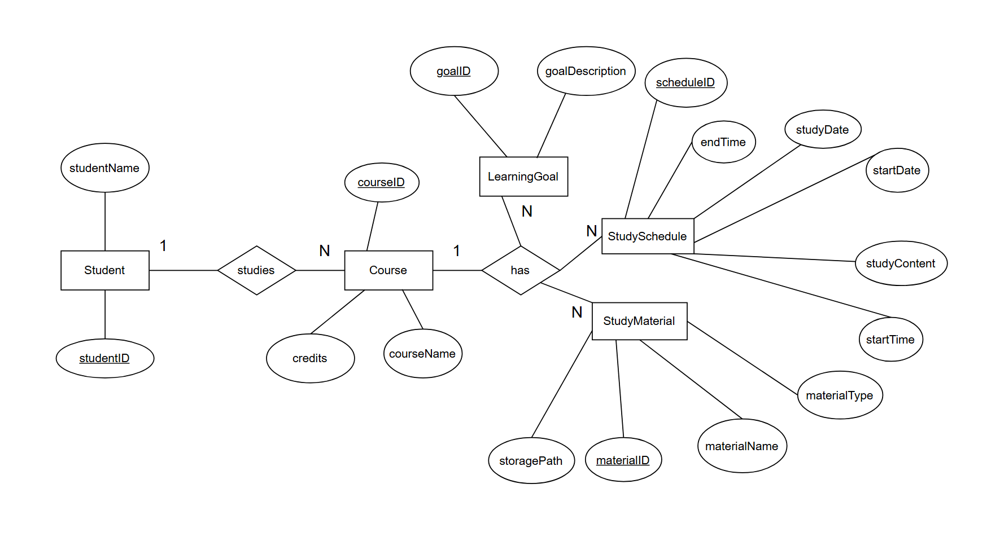 goalID
goalDescription
scheduleID
studyDate
endTime
studentName
startDate
courseID
LearningGoal
N
N
StudySchedule
1
N
1
studyContent
Student
studies
Course
has
N
StudyMaterial
startTime
studentID
credits
courseName
materialType
materialName
storagePath
materialID